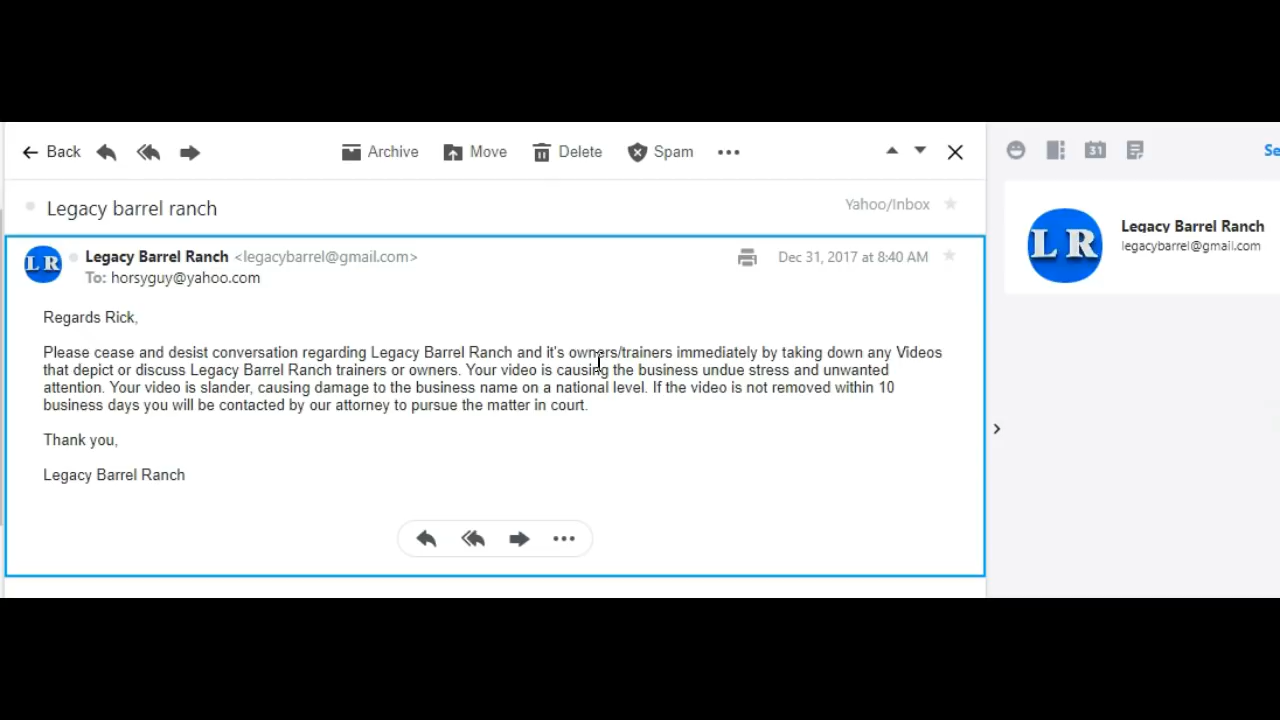 Back Archive Move Delete Spam
31 Se
Legacy barrel ranch Yahoo/Inbox
L R Legacy Barrel Ranch <legacybarrel@gmail.com> Dec 31, 2017 at 8:40 AM
To: horsyguy@yahoo.com
Regards Rick,
Please cease and desist conversation regarding Legacy Barrel Ranch and it's owners/trainers immediately by taking down any Videos
that depict or discuss Legacy Barrel Ranch trainers or owners. Your video is causing the business undue stress and unwanted
attention. Your video is slander, causing damage to the business name on a national level. If the video is not removed within 10
business days you will be contacted by our attorney to pursue the matter in court.
Thank you,
Legacy Barrel Ranch
L R
Legacy Barrel Ranch
legacybarrel@gmail.com